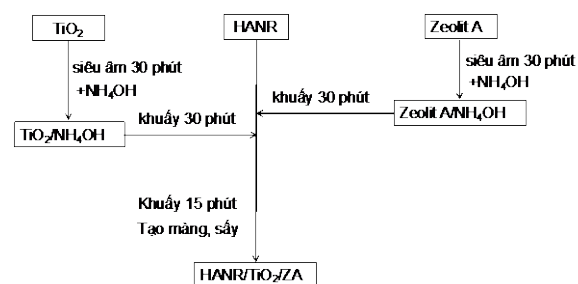 TiO2
HANR
Zeolit A
siêu âm 30 phút
+NH4OH
siêu âm 30 phút
+NH4OH
khuấy 30 phút
Zeolit A/NH4OH
TiO2/NH4OH
khuấy 30 phút
Khuấy 15 phút
Tạo màng, sấy
HANR/TiO2/ZA